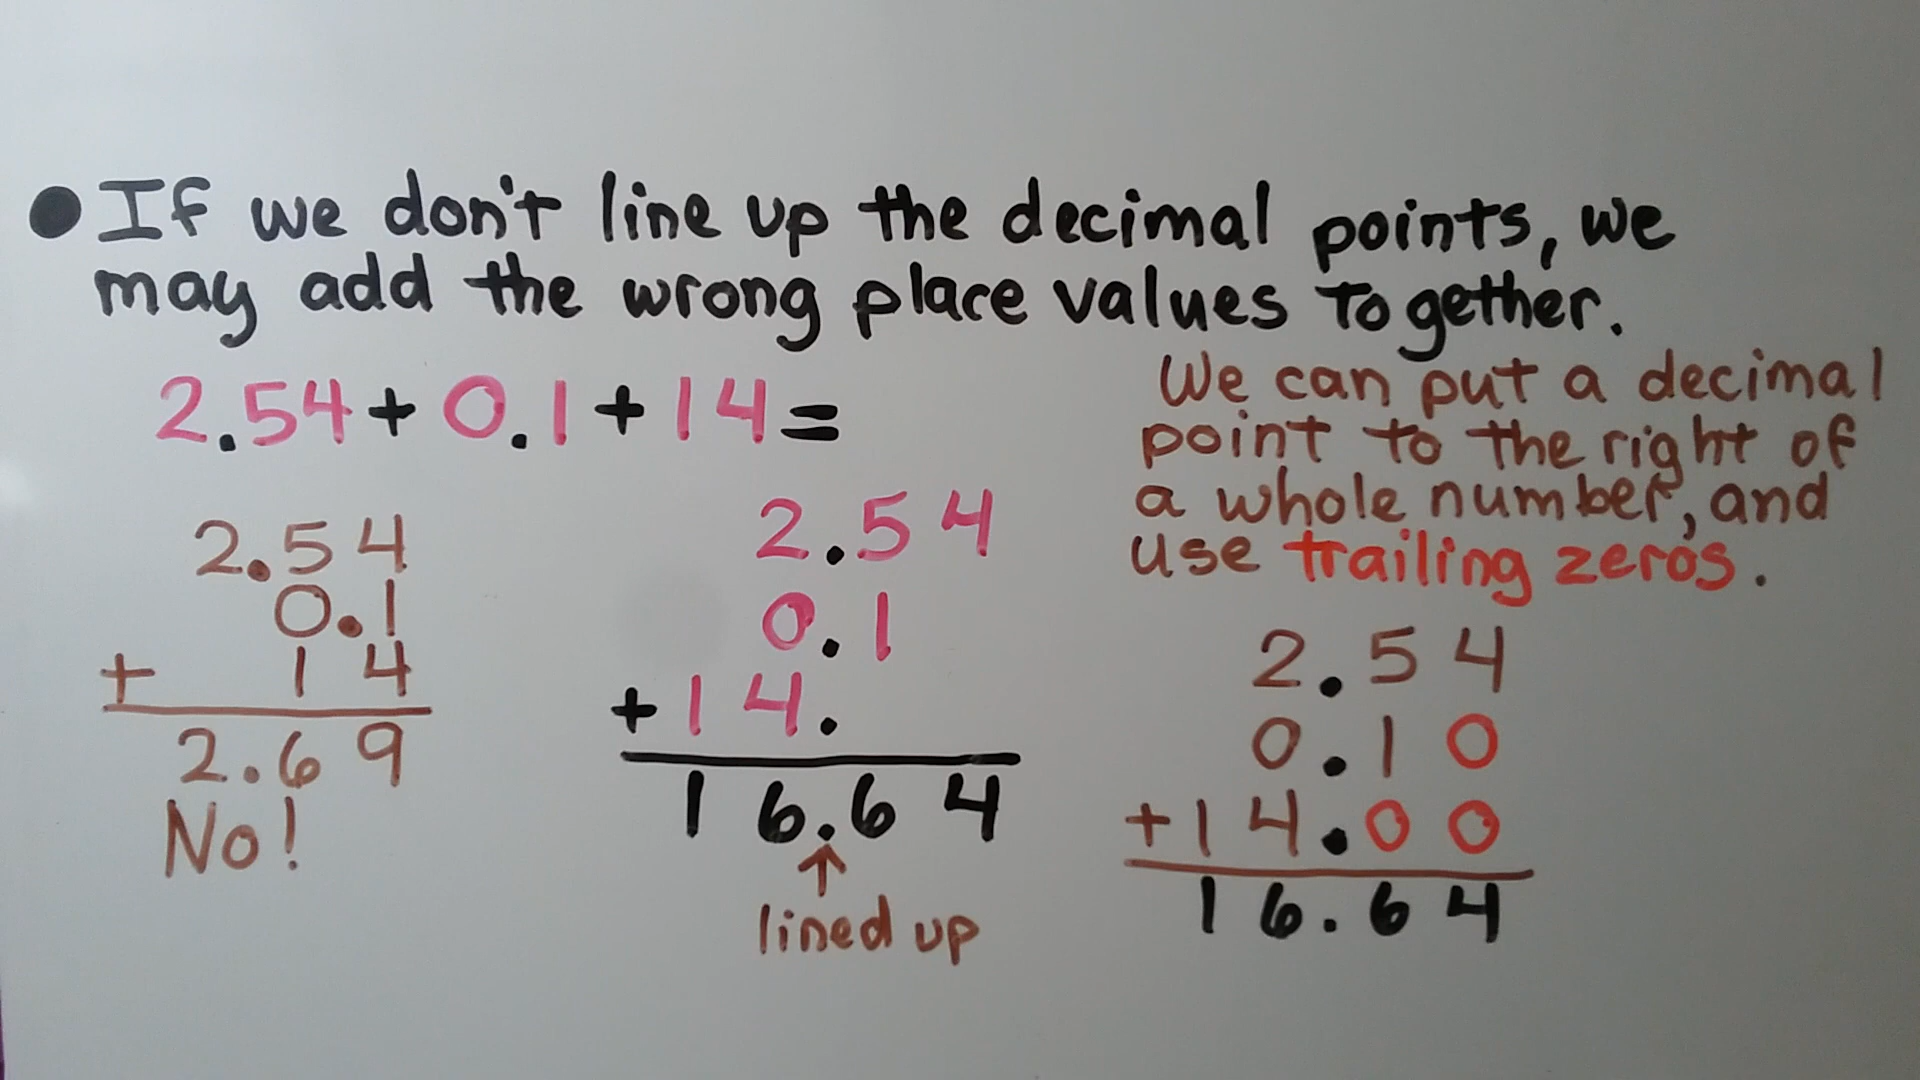 ● If we don't line up the decimal points, we
may add the wrong place values together.
2.54 + 0.1 + 14 =
2.54
0.1
+ 14
2.69
No!
2.54
0.1
+ 14.
16.64
↑
lined up
We can put a decimal
point to the right of
a whole number, and
use trailing zeros.
2.54
0.10
+14.00
16.64